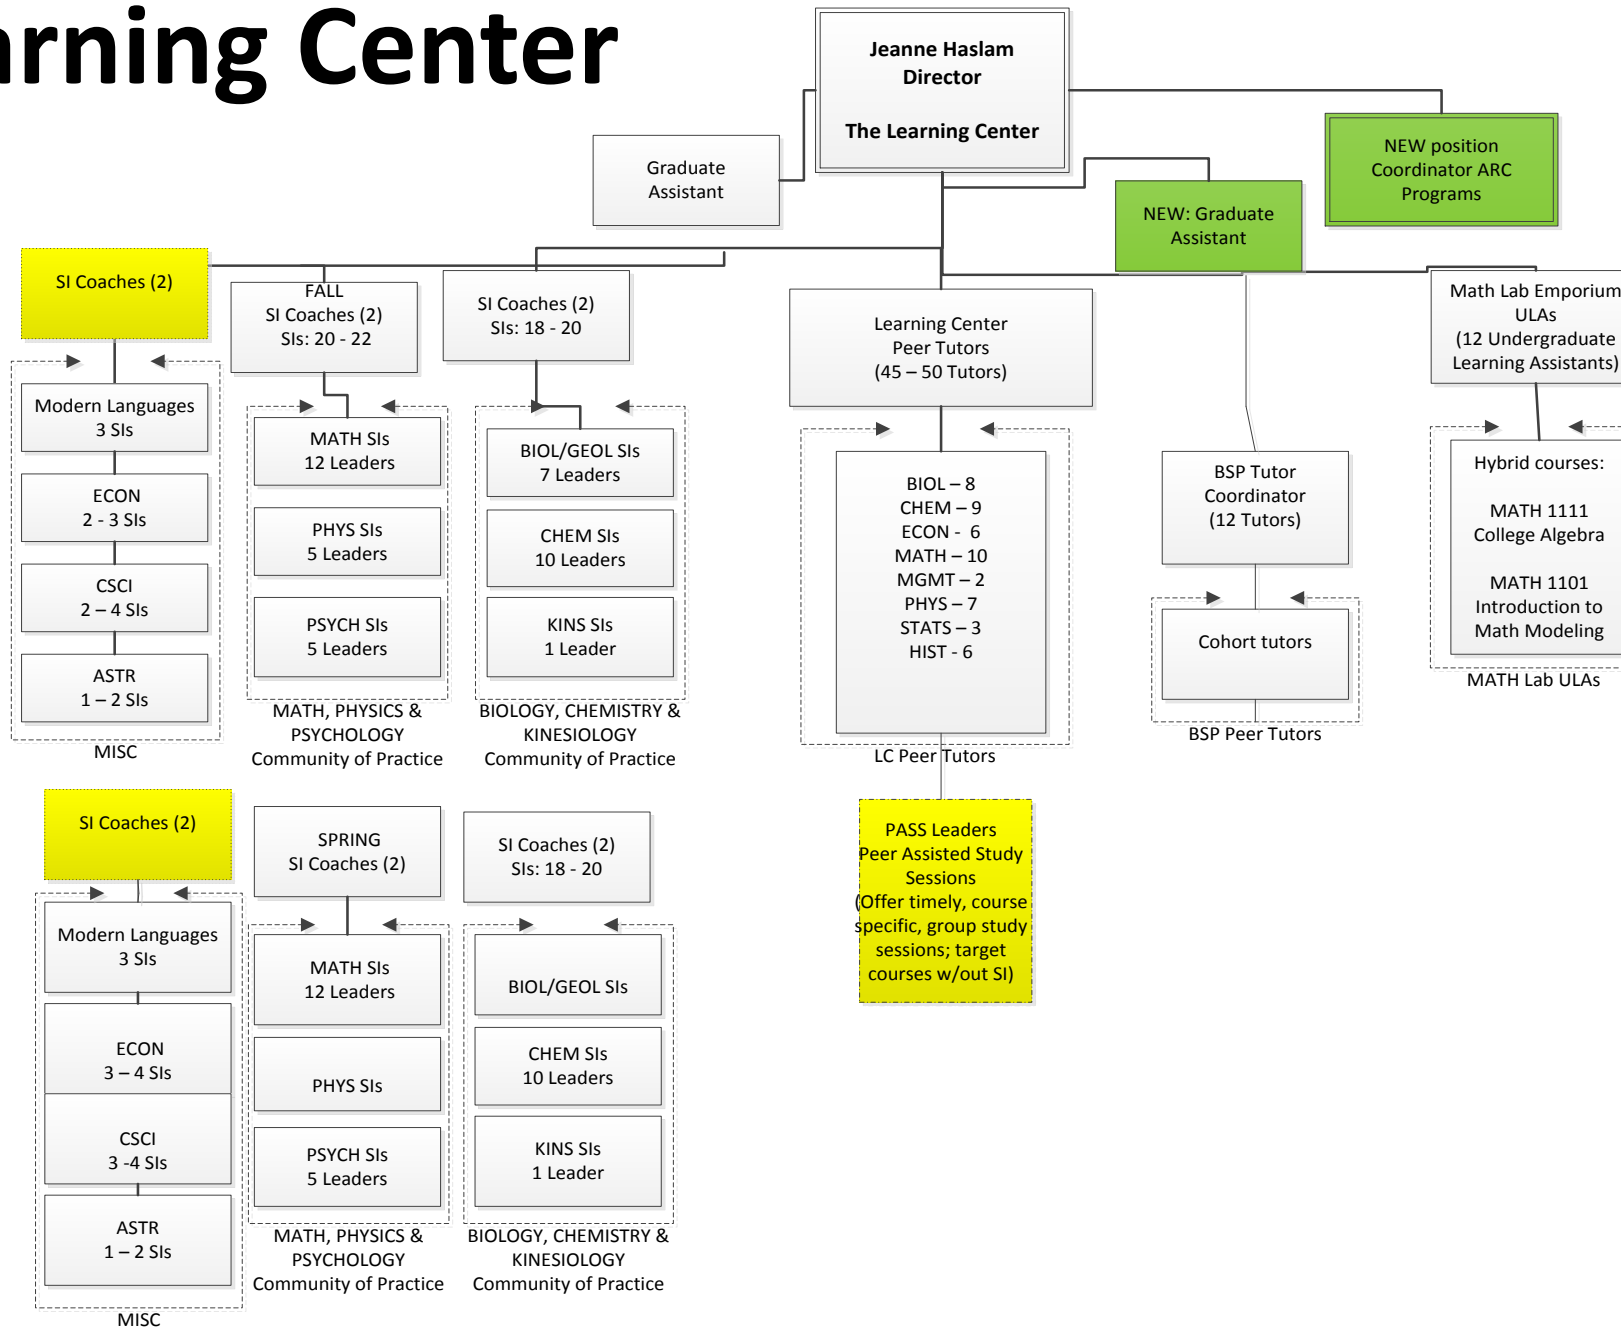 arning Center
Jeanne Haslam
Director
The Learning Center
Graduate
Assistant
NEW position
Coordinator ARC
Programs
NEW: Graduate
Assistant
SI Coaches (2)
FALL
SI Coaches (2)
SIs: 20 - 22
SI Coaches (2)
SIs: 18 - 20
Learning Center
Peer Tutors
(45 – 50 Tutors)
Math Lab Emporium
ULAs
(12 Undergraduate
Learning Assistants)
Modern Languages
3 SIs
ECON
2 - 3 SIs
CSCI
2 – 4 SIs
ASTR
1 – 2 SIs
MISC
MATH SIs
12 Leaders
PHYS SIs
5 Leaders
PSYCH SIs
5 Leaders
MATH, PHYSICS &
PSYCHOLOGY
Community of Practice
BIOL/GEOL SIs
7 Leaders
CHEM SIs
10 Leaders
KINS SIs
1 Leader
BIOLOGY, CHEMISTRY &
KINESIOLOGY
Community of Practice
BIOL – 8
CHEM – 9
ECON - 6
MATH – 10
MGMT – 2
PHYS – 7
STATS – 3
HIST - 6
LC Peer Tutors
BSP Tutor
Coordinator
(12 Tutors)
Cohort tutors
BSP Peer Tutors
Hybrid courses:
MATH 1111
College Algebra
MATH 1101
Introduction to
Math Modeling
MATH Lab ULAs
SI Coaches (2)
SPRING
SI Coaches (2)
SI Coaches (2)
SIs: 18 - 20
PASS Leaders
Peer Assisted Study
Sessions
(Offer timely, course
specific, group study
sessions; target
courses w/out SI)
Modern Languages
3 SIs
ECON
3 – 4 SIs
CSCI
3 -4 SIs
ASTR
1 – 2 SIs
MISC
MATH SIs
12 Leaders
PHYS SIs
PSYCH SIs
5 Leaders
MATH, PHYSICS &
PSYCHOLOGY
Community of Practice
BIOL/GEOL SIs
CHEM SIs
10 Leaders
KINS SIs
1 Leader
BIOLOGY, CHEMISTRY &
KINESIOLOGY
Community of Practice